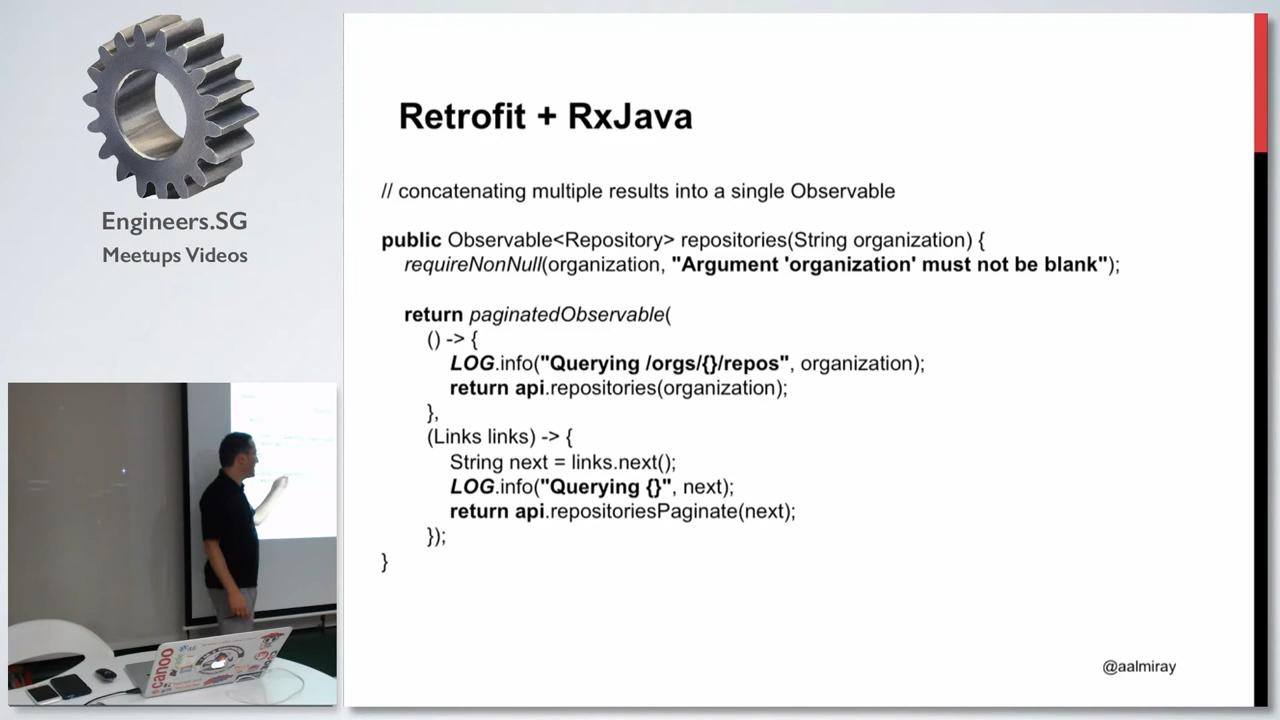 Engineers.SG
Meetups Videos
Retrofit + RxJava
// concatenating multiple results into a single Observable
public Observable<Repository> repositories(String organization) {
requireNonNull(organization, "Argument 'organization' must not be blank");
return paginatedObservable(
() -> {
LOG.info("Querying /orgs/{}/repos", organization);
return api.repositories(organization);
},
(Links links) -> {
String next = links.next();
LOG.info("Querying {}", next);
return api.repositoriesPaginate(next);
});
}
@aalmiray
canoo